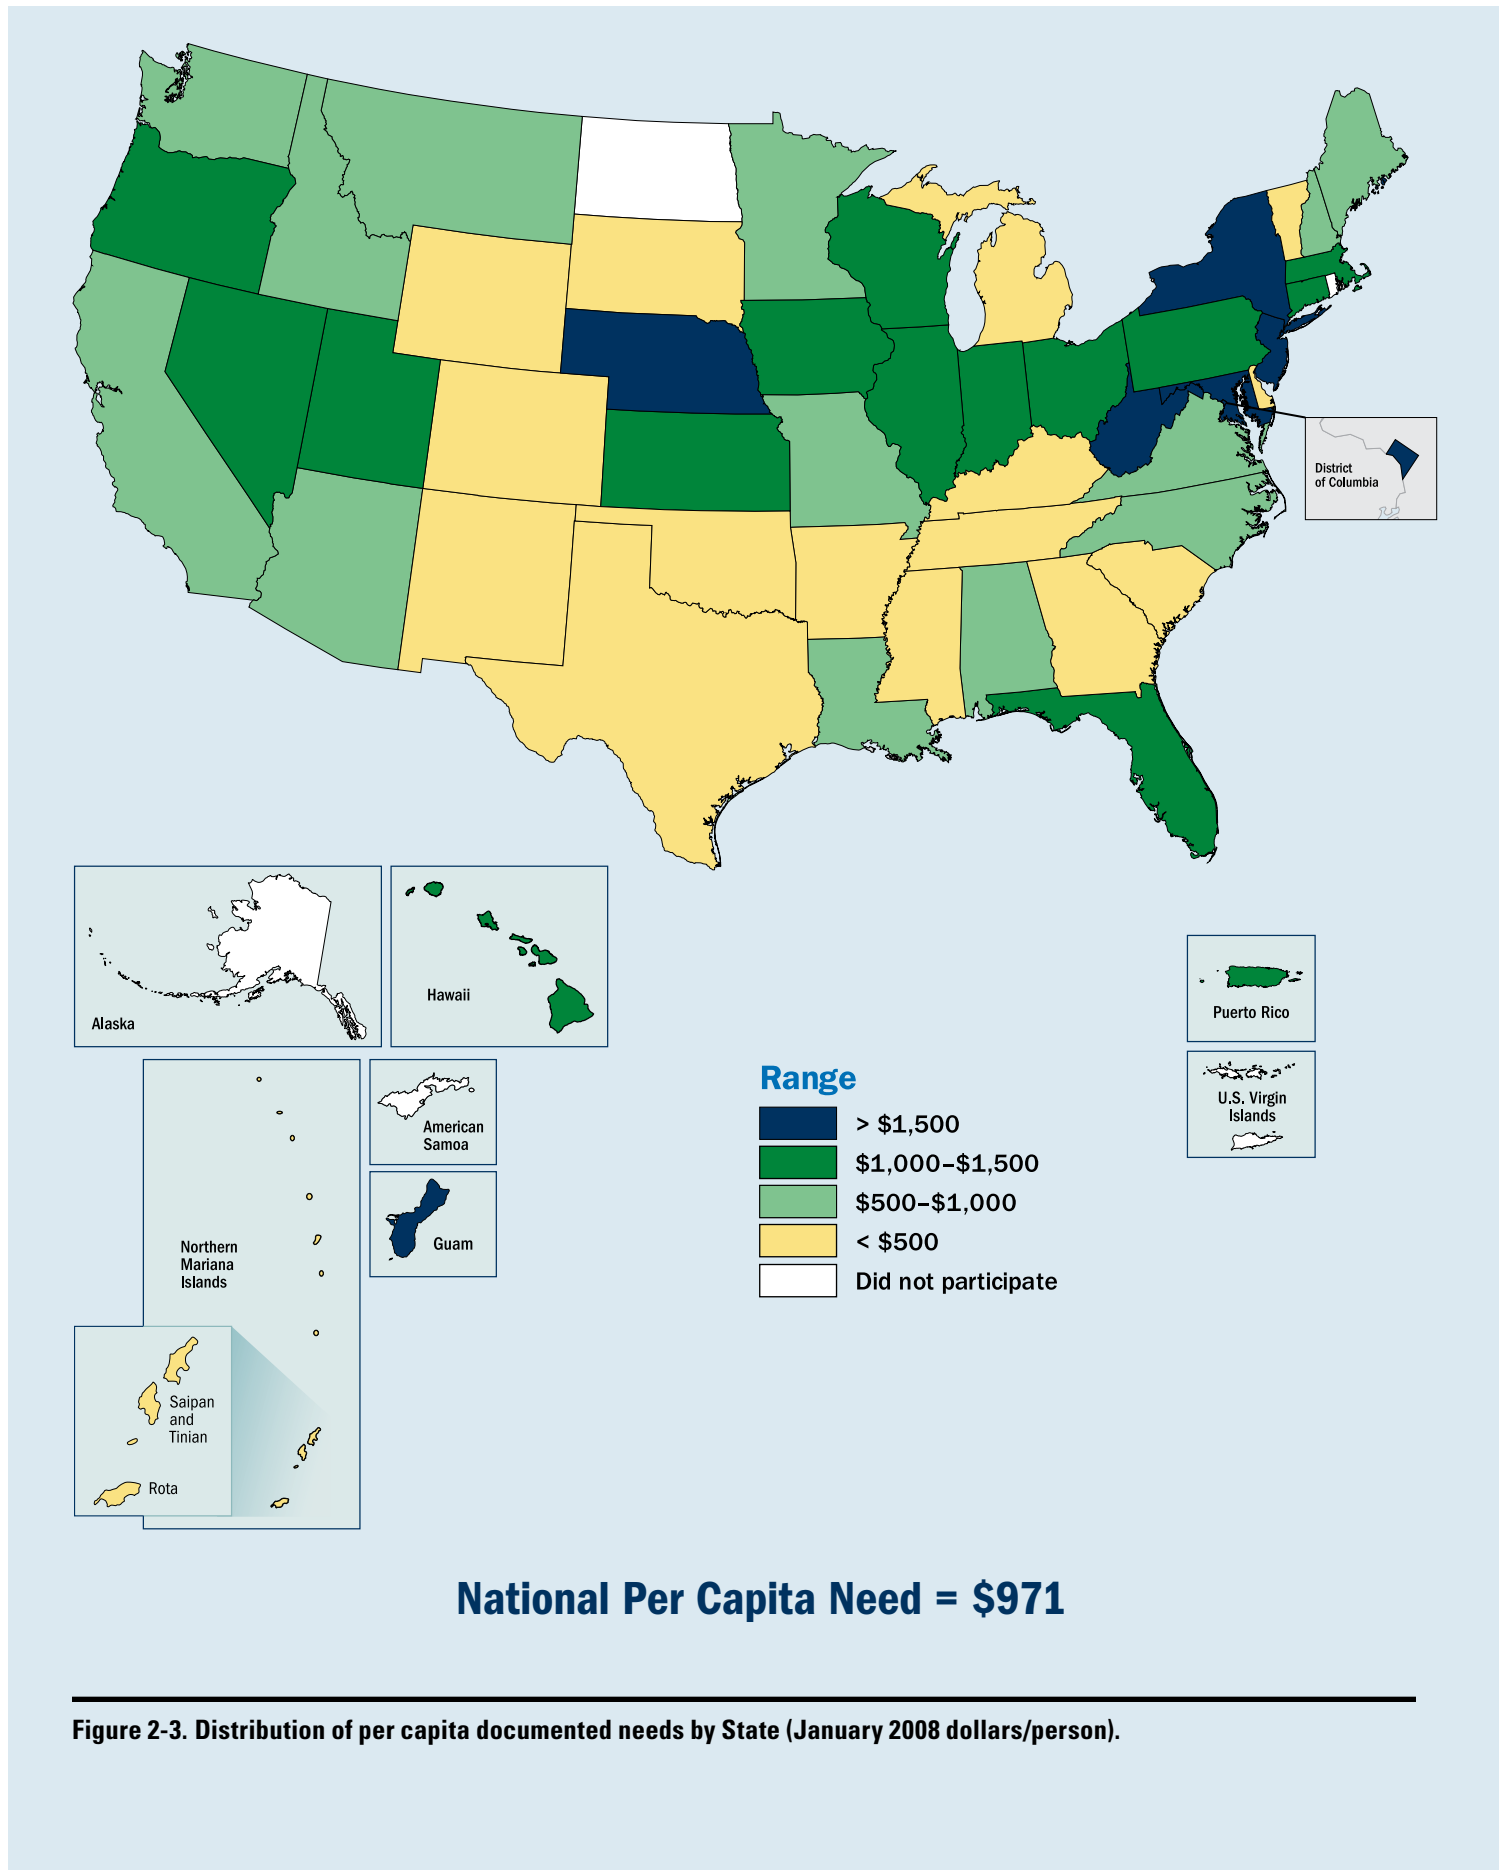 District
of Columbia
Alaska
Hawaii
Puerto Rico
U.S. Virgin
Islands
American
Samoa
Guam
Northern
Mariana
Islands
Saipan
and
Tinian
Rota
Range
> $1,500
$1,000–$1,500
$500–$1,000
< $500
Did not participate
National Per Capita Need = $971
Figure 2-3. Distribution of per capita documented needs by State (January 2008 dollars/person).